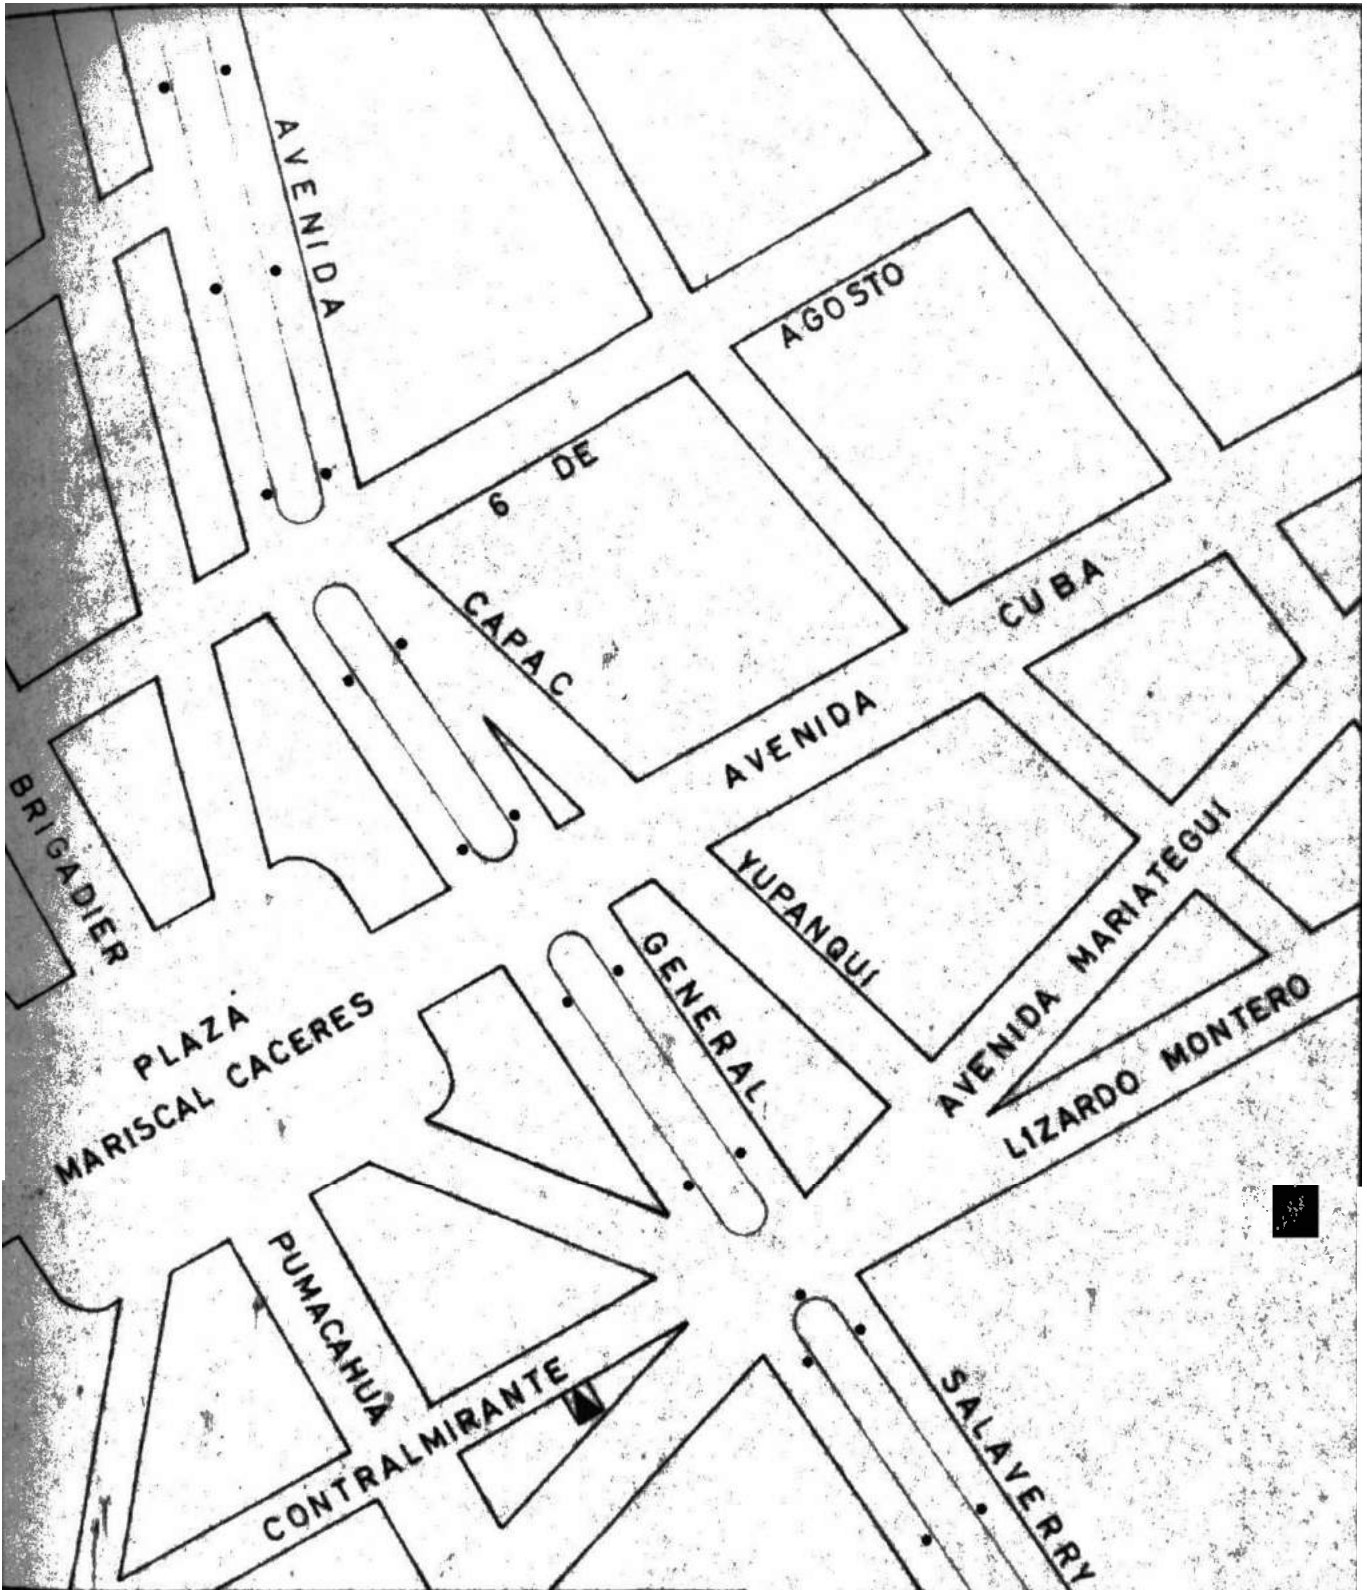 AVENIDA
AGOSTO
6 DE
CAPAC
CUBA
AVENIDA
YUPANQUI
BRIGADIER
AVENIDA MARIATEGUI
GENERAL
PLAZA
MARISCAL CACERES
LIZARDO MONTERO
PUMACAHUA
CONTRALMIRANTE
SALAVERRY